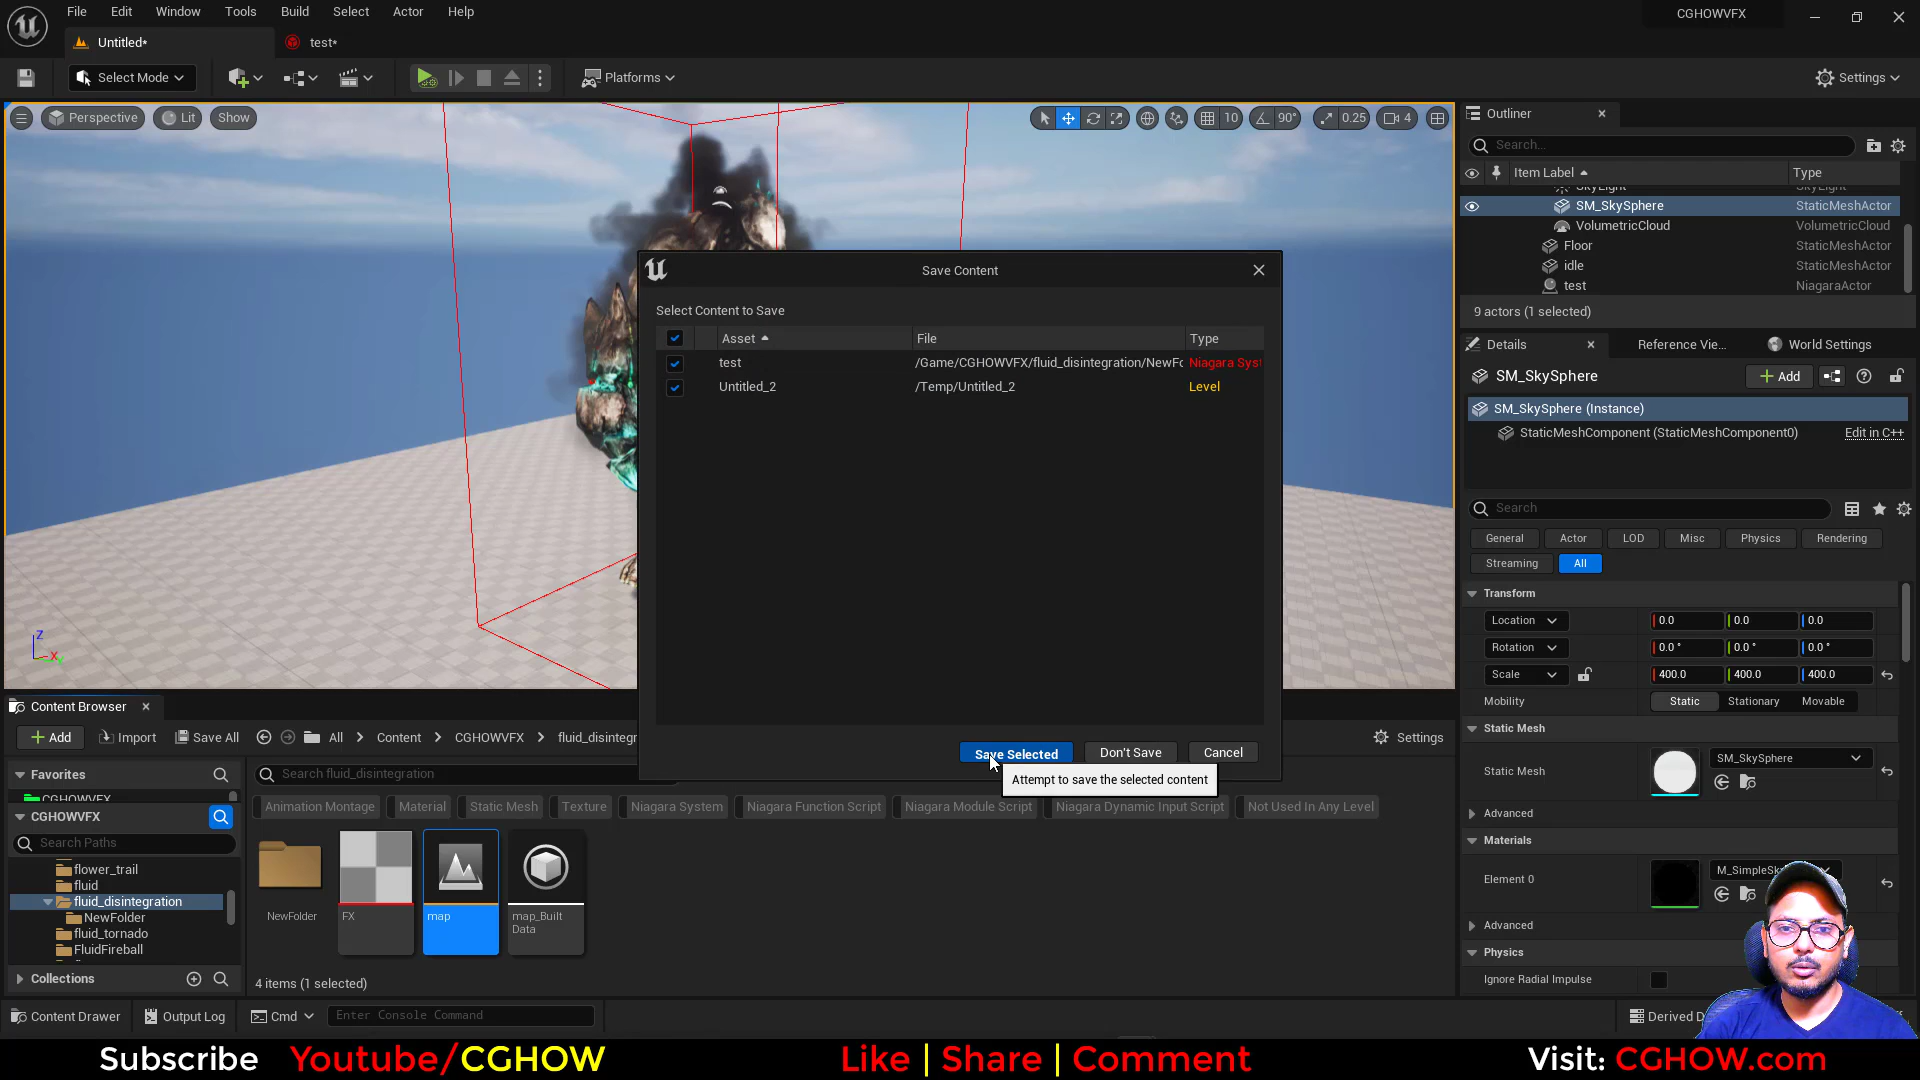 File Edit Window Tools Build Select Actor Help
CGHOWVFX
Untitled*
test*
Select Mode
Platforms
Settings
Perspective
Lit
Show
10
90°
0.25
4
Outliner
Search...
Item Label
Type
SkyLight
SkyLight
SM_SkySphere
StaticMeshActor
VolumetricCloud
VolumetricCloud
Floor
StaticMeshActor
idle
StaticMeshActor
test
NiagaraActor
9 actors (1 selected)
Details
Reference Vie...
World Settings
SM_SkySphere
Add
SM_SkySphere (Instance)
StaticMeshComponent (StaticMeshComponent0)
Edit in C++
Search
General
Actor
LOD
Misc
Physics
Rendering
Streaming
All
Transform
Location
0.0
0.0
0.0
Rotation
0.0 °
0.0 °
0.0 °
Scale
400.0
400.0
400.0
Mobility
Static
Stationary
Movable
Static Mesh
Static Mesh
SM_SkySphere
Advanced
Materials
Element 0
M_SimpleSk
Advanced
Physics
Ignore Radial Impulse
Save Content
Select Content to Save
Asset
File
Type
test
/Game/CGHOWVFX/fluid_disintegration/NewFc
Niagara Syst
Untitled_2
/Temp/Untitled_2
Level
Save Selected
Don't Save
Cancel
Attempt to save the selected content
Z
X
Y
Content Browser
Add
Import
Save All
All
Content
CGHOWVFX
fluid_disintegr
Settings
Favorites
CGHOWVFX
Search fluid_disintegration
Animation Montage
Material
Static Mesh
Texture
Niagara System
Niagara Function Script
Niagara Module Script
Niagara Dynamic Input Script
Not Used In Any Level
CGHOWVFX
Search Paths
flower_trail
fluid
fluid_disintegration
NewFolder
fluid_tornado
FluidFireball
Collections
NewFolder
FX
map
map_Built
Data
4 items (1 selected)
Content Drawer
Output Log
Cmd
Enter Console Command
Derived D
Subscribe Youtube/CGHOW
Like | Share | Comment
Visit: CGHOW.com